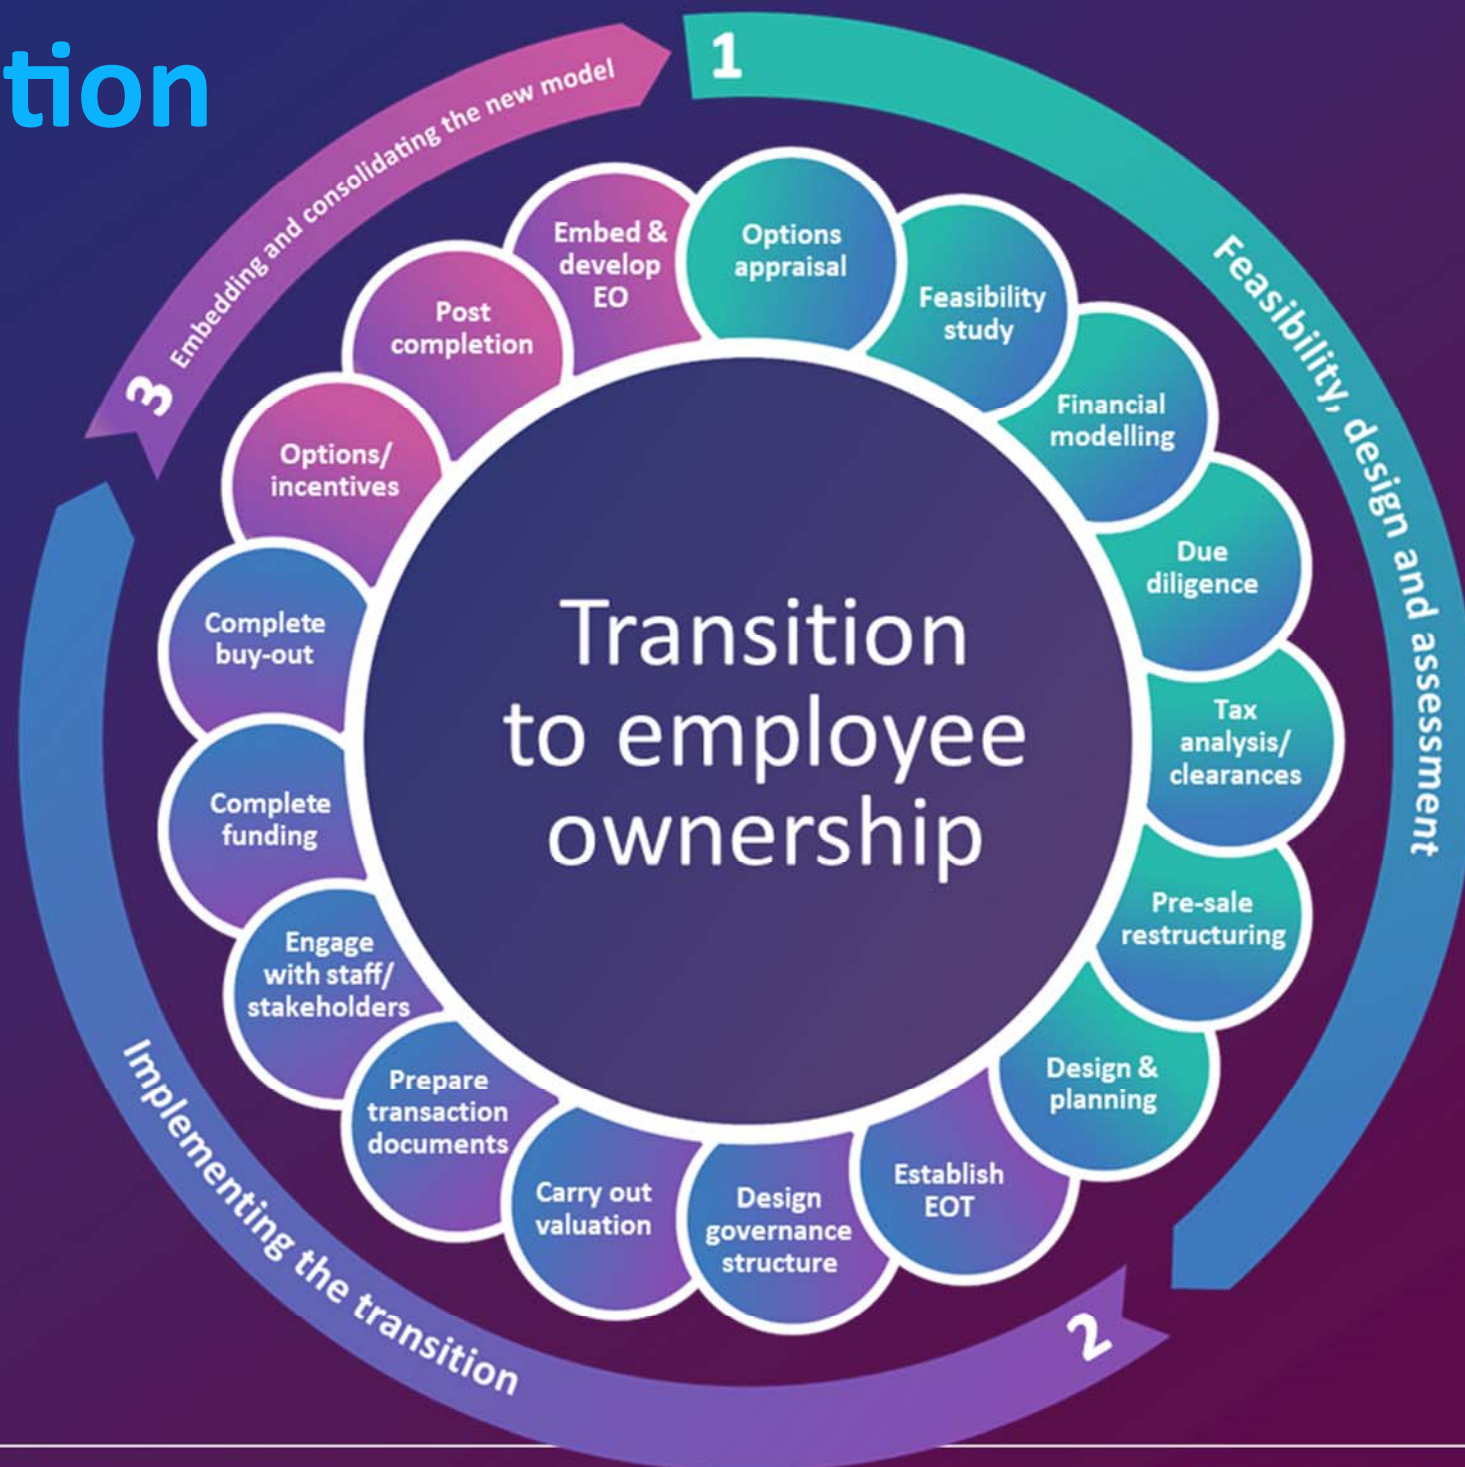 tion
1
Feasibility, design and assessment
Options
appraisal
Feasibility
study
Financial
modelling
Due
diligence
Tax
analysis/
clearances
Pre-sale
restructuring
Design &
planning
2
Implementing the transition
Establish
EOT
Design
governance
structure
Carry out
valuation
Prepare
transaction
documents
Engage
with staff/
stakeholders
Complete
funding
Complete
buy-out
3 Embedding and consolidating the new model
Options/
incentives
Post
completion
Embed &
develop
EO
Transition
to employee
ownership